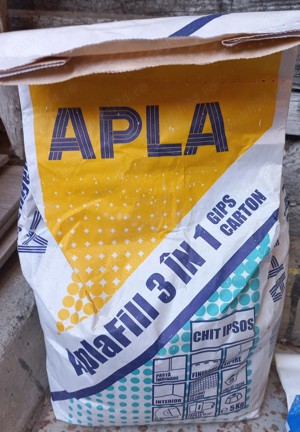 APLA
AplaFill 3 ÎN 1
GIPS
CARTON
CHIT IPSOS
INTERIOR